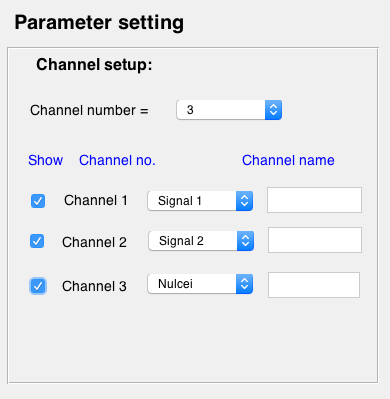 Parameter setting
Channel setup:
Channel number = 3
Show Channel no. Channel name
Channel 1 Signal 1
Channel 2 Signal 2
Channel 3 Nulcei